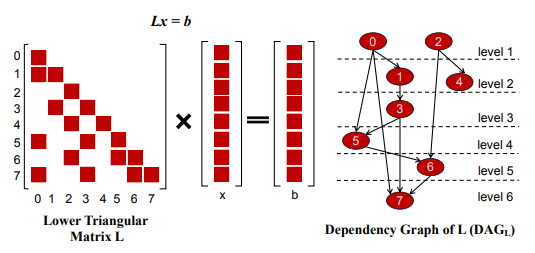 Lx = b
0
1
2
3
4
5
6
7
0 1 2 3 4 5 6 7
Lower Triangular
Matrix L
×
x
=
b
0
2
level 1
1
4
level 2
3
level 3
5
level 4
6
level 5
7
level 6
Dependency Graph of L (DAG_L)